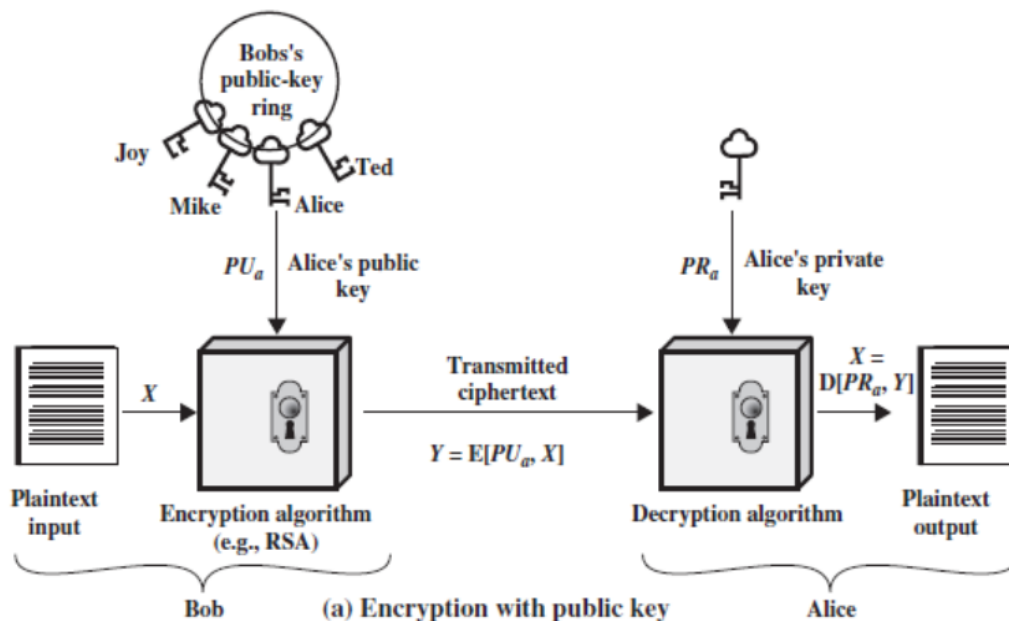 Bobs's
public-key
ring
Joy
Ted
Mike
Alice
PUₐ
Alice's public
key
PRₐ
Alice's private
key
X
Transmitted
ciphertext
X =
D[PRₐ, Y]
Y = E[PUₐ, X]
Plaintext
input
Encryption algorithm
(e.g., RSA)
Decryption algorithm
Plaintext
output
Bob
(a) Encryption with public key
Alice